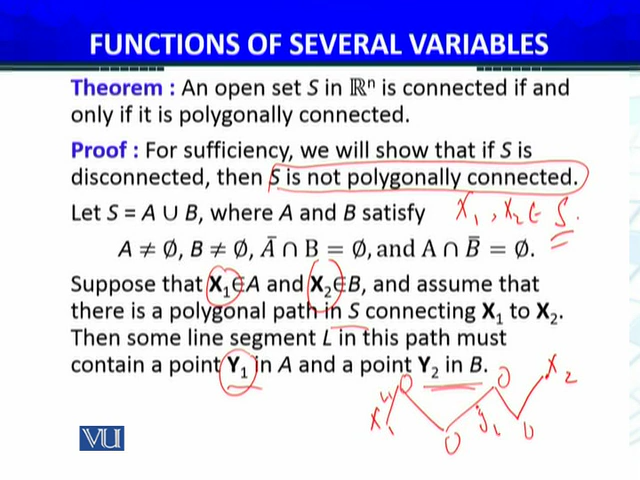 FUNCTIONS OF SEVERAL VARIABLES
Theorem : An open set S in ℝⁿ is connected if and
only if it is polygonally connected.
Proof : For sufficiency, we will show that if S is
disconnected, then S is not polygonally connected.
Let S = A ∪ B, where A and B satisfy
X₁, X₂ ∈ S.
A ≠ ∅, B ≠ ∅, Ā ∩ B = ∅, and A ∩ B̄ = ∅.
Suppose that X₁∈A and X₂∈B, and assume that
there is a polygonal path in S connecting X₁ to X₂.
Then some line segment L in this path must
contain a point Y₁ in A and a point Y₂ in B.
X₂
X₁
y₁
VU